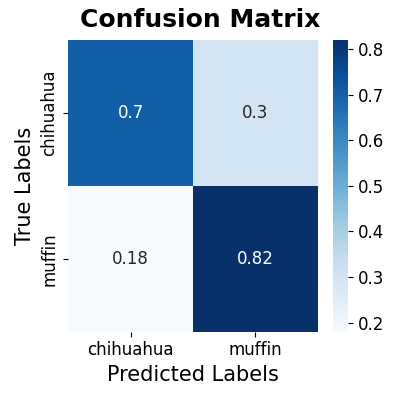 Confusion Matrix
True Labels
chihuahua
0.7 0.3
muffin
0.18 0.82
chihuahua muffin
Predicted Labels
0.8
0.7
0.6
0.5
0.4
0.3
0.2